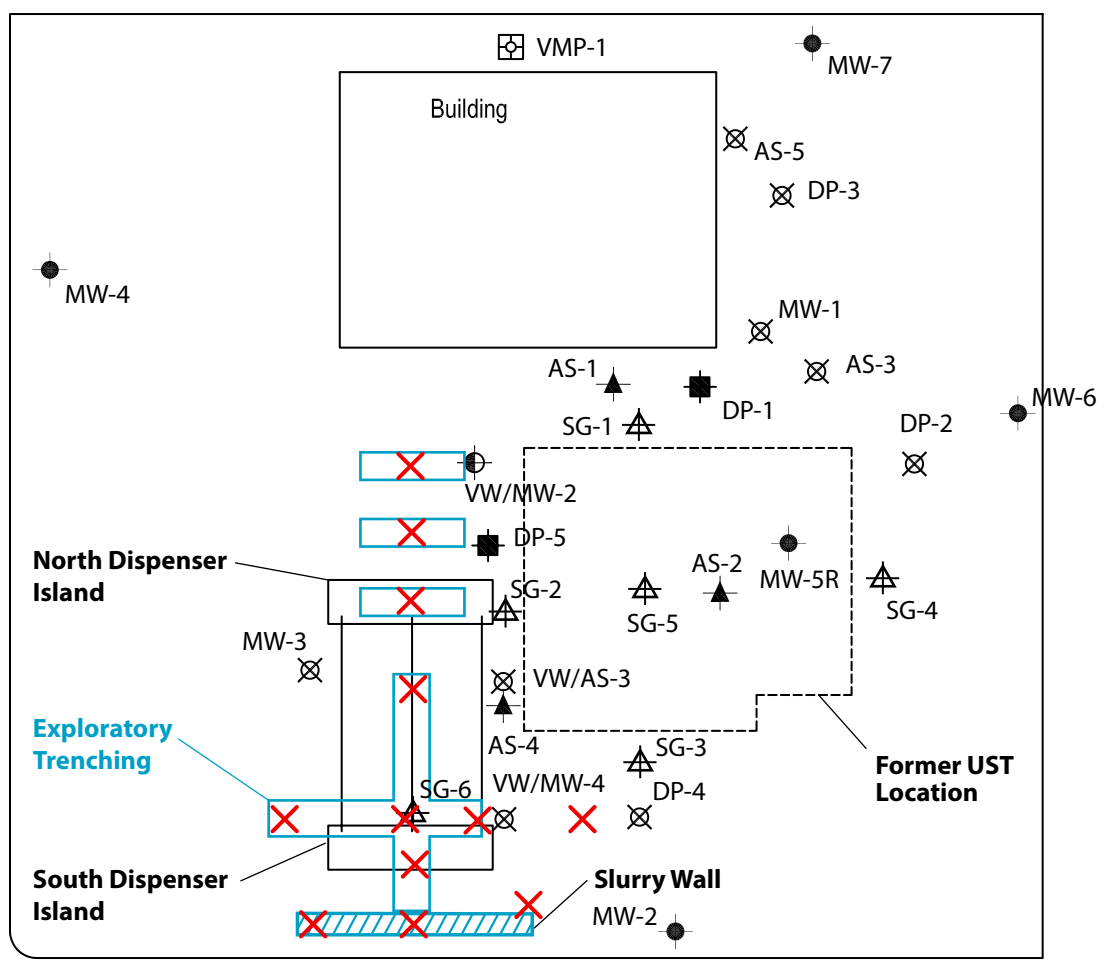 VMP-1
MW-7
Building
AS-5
DP-3
MW-4
MW-1
AS-1
AS-3
DP-1
MW-6
SG-1
DP-2
VW/MW-2
DP-5
North Dispenser
Island
SG-2
AS-2
MW-5R
SG-5
SG-4
MW-3
VW/AS-3
Exploratory
Trenching
AS-4
SG-3
Former UST
Location
SG-6
VW/MW-4
DP-4
South Dispenser
Island
Slurry Wall
MW-2